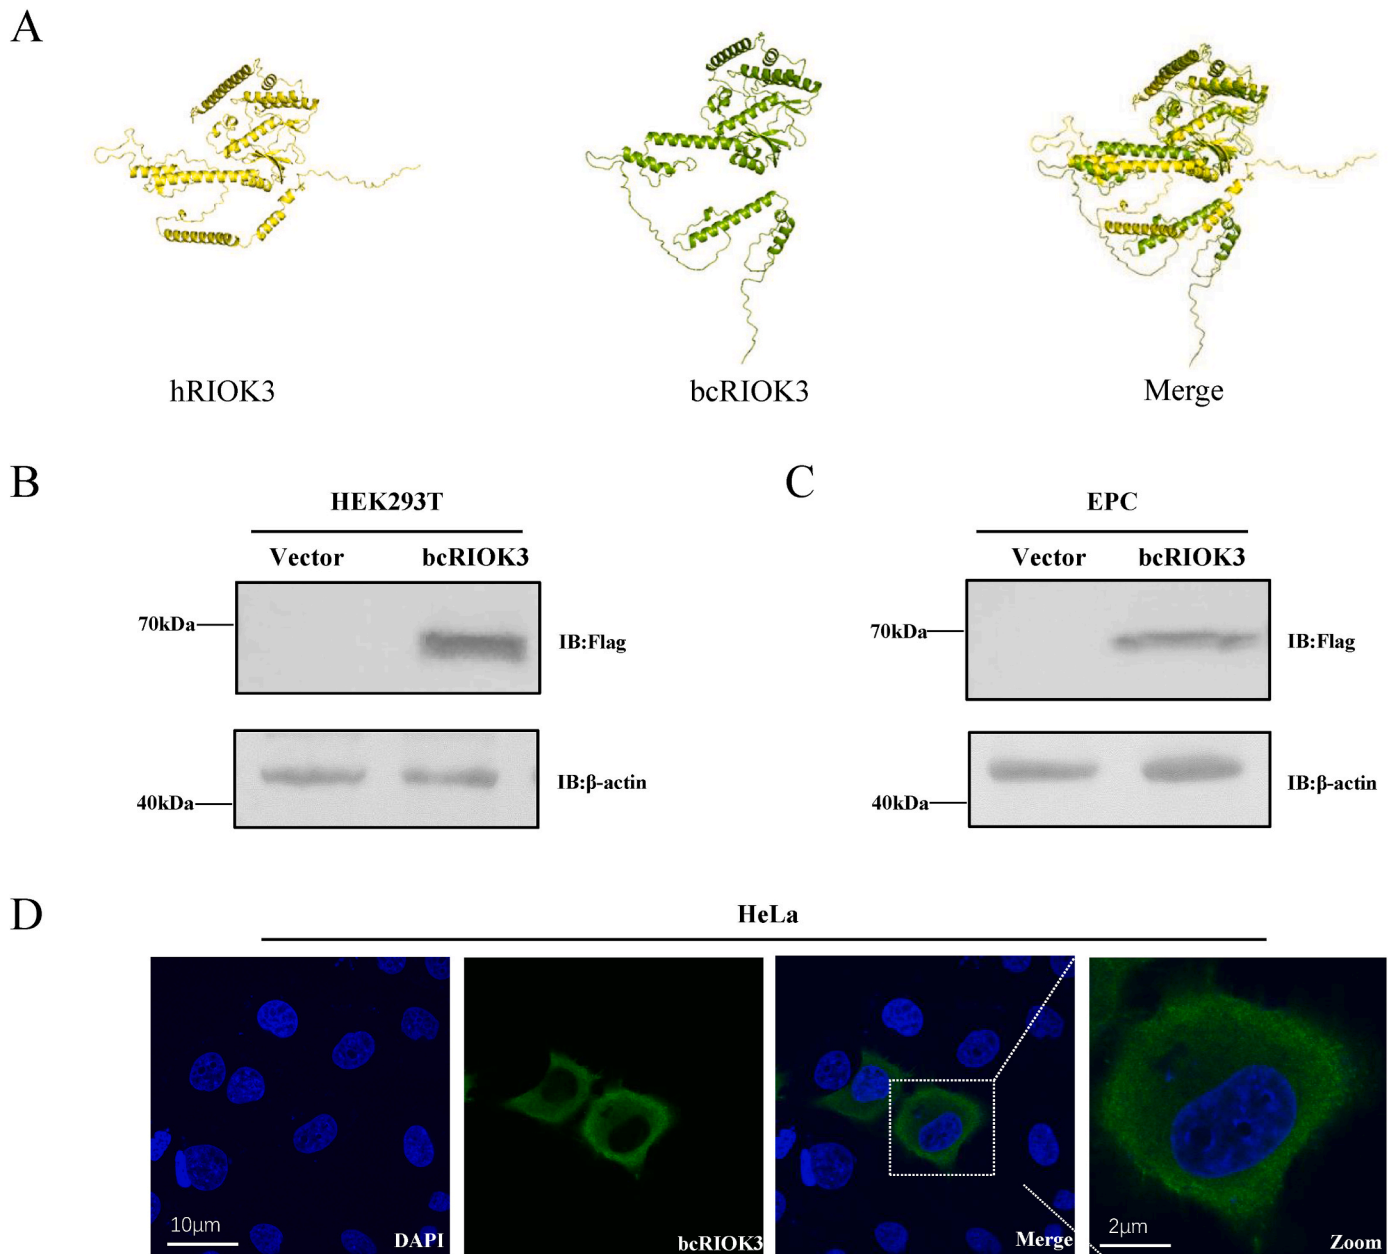 A
hRIOK3
bcRIOK3
Merge
B
HEK293T
Vector bcRIOK3
70kDa
IB:Flag
40kDa
IB:β-actin
C
EPC
Vector bcRIOK3
70kDa
IB:Flag
40kDa
IB:β-actin
D
HeLa
10μm
DAPI
bcRIOK3
Merge
2μm
Zoom